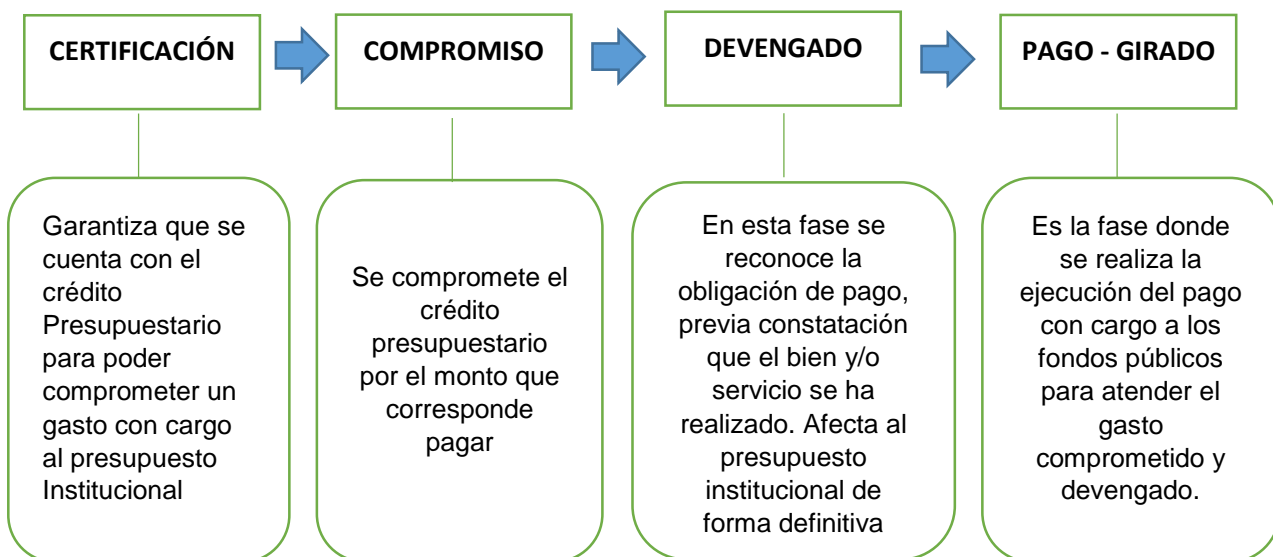 CERTIFICACIÓN
COMPROMISO
DEVENGADO
PAGO - GIRADO
Garantiza que se
cuenta con el
crédito
Presupuestario
para poder
comprometer un
gasto con cargo
al presupuesto
Institucional
Se compromete el
crédito
presupuestario
por el monto que
corresponde
pagar
En esta fase se
reconoce la
obligación de pago,
previa constatación
que el bien y/o
servicio se ha
realizado. Afecta al
presupuesto
institucional de
forma definitiva
Es la fase donde
se realiza la
ejecución del pago
con cargo a los
fondos públicos
para atender el
gasto
comprometido y
devengado.